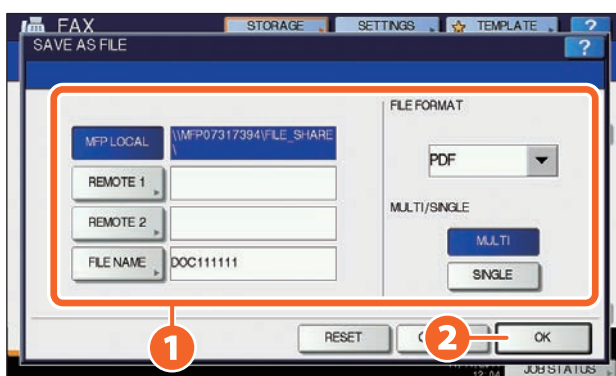 FAX STORAGE SETTINGS TEMPLATE ?
SAVE AS FILE ?
FILE FORMAT
MFP LOCAL \\MFP07317394\FILE_SHARE
\
PDF
REMOTE 1
MULTI/SINGLE
REMOTE 2
MULTI
FILE NAME DOC111111
SINGLE
1
RESET 2 OK
JOB STATUS